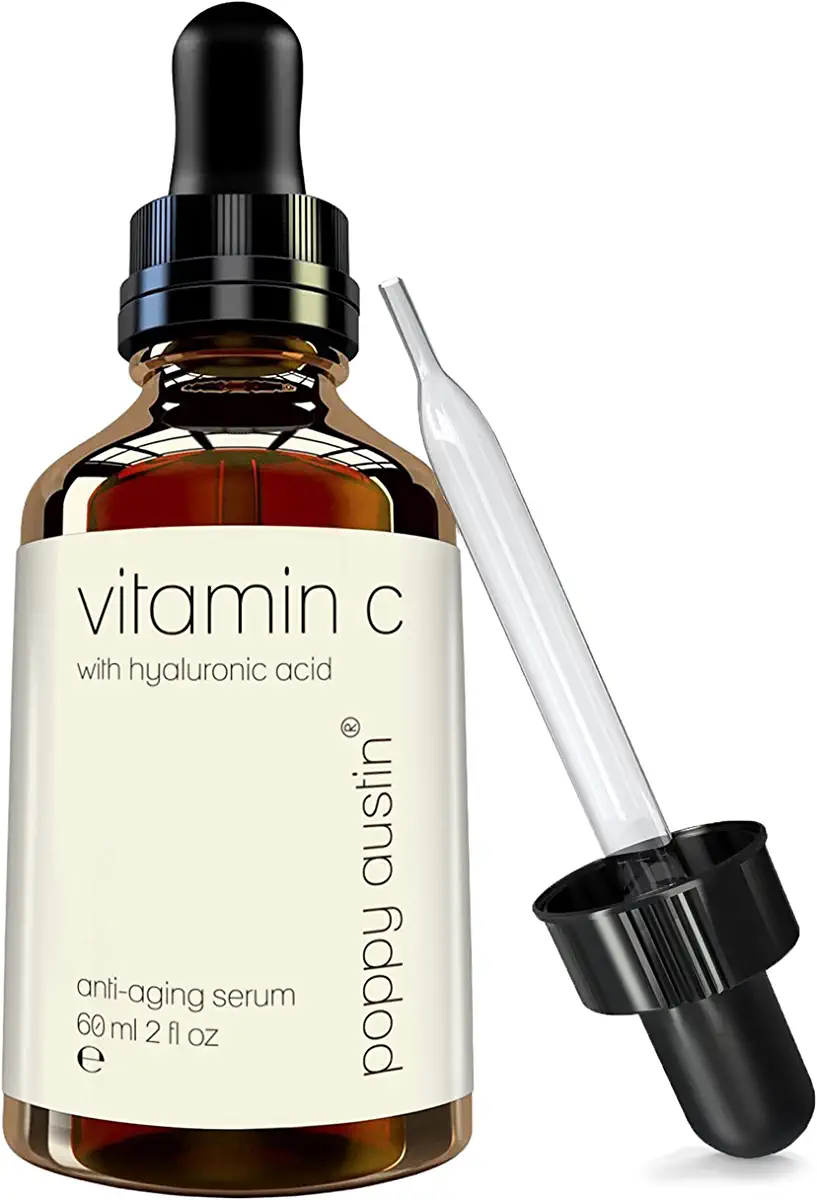 vitamin c
with hyaluronic acid
poppy austin®
anti-aging serum
60 ml 2 fl oz
℮